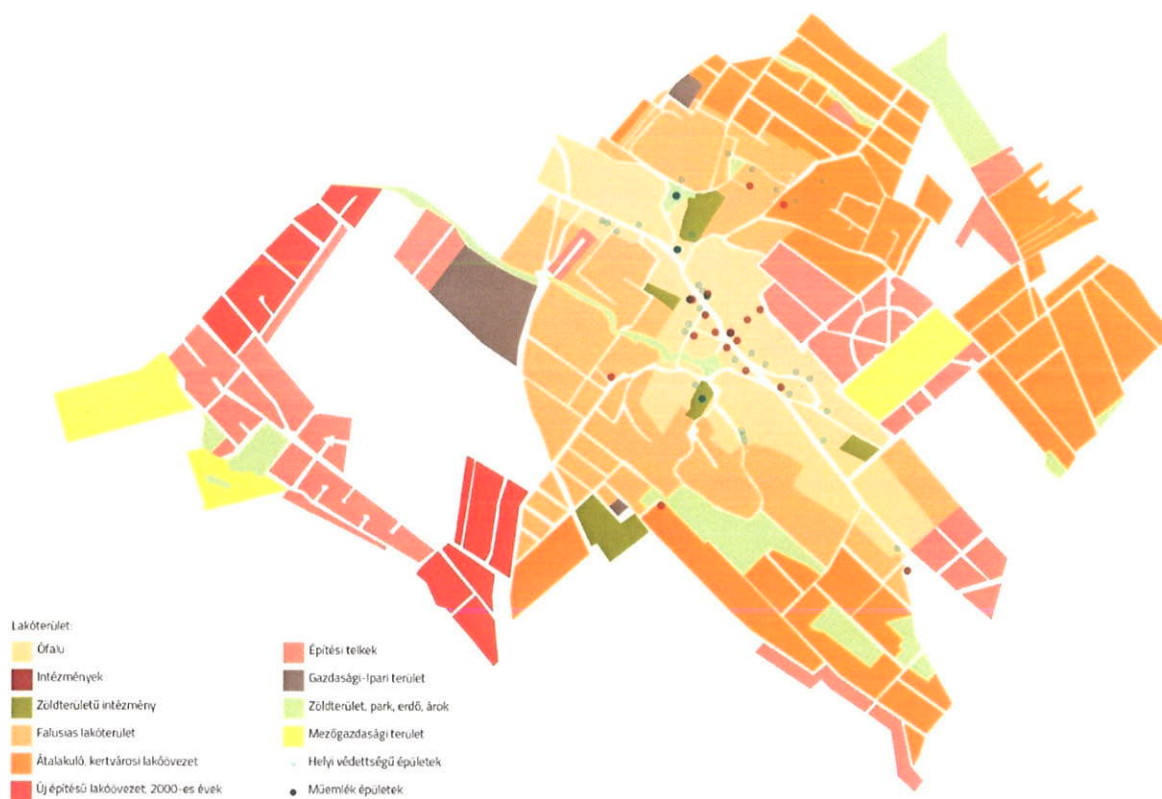 Lakóterület:
Ófalu
Intézmények
Zöldterületű intézmény
Falusias lakóterület
Átalakuló, kertvárosi lakóövezet
Új építésű lakóövezet, 2000-es évek
Építési telkek
Gazdasági-Ipari terület
Zöldterület, park, erdő, árok
Mezőgazdasági terület
Helyi védettségű épületek
Műemlék épületek